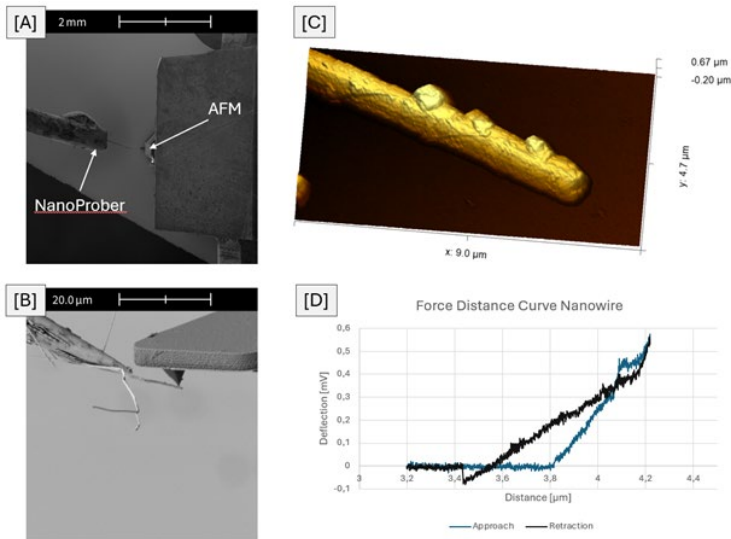 [A]
2 mm
AFM
NanoProber
[B]
20.0 µm
[C]
0.67 µm
-0.20 µm
y: 4.7 µm
x: 9.0 µm
[D]
Force Distance Curve Nanowire
Deflection [mV]
0,6
0,5
0,4
0,3
0,2
0,1
0
-0,1
3 3,2 3,4 3,6 3,8 4 4,2 4,4
Distance [µm]
Approach Retraction